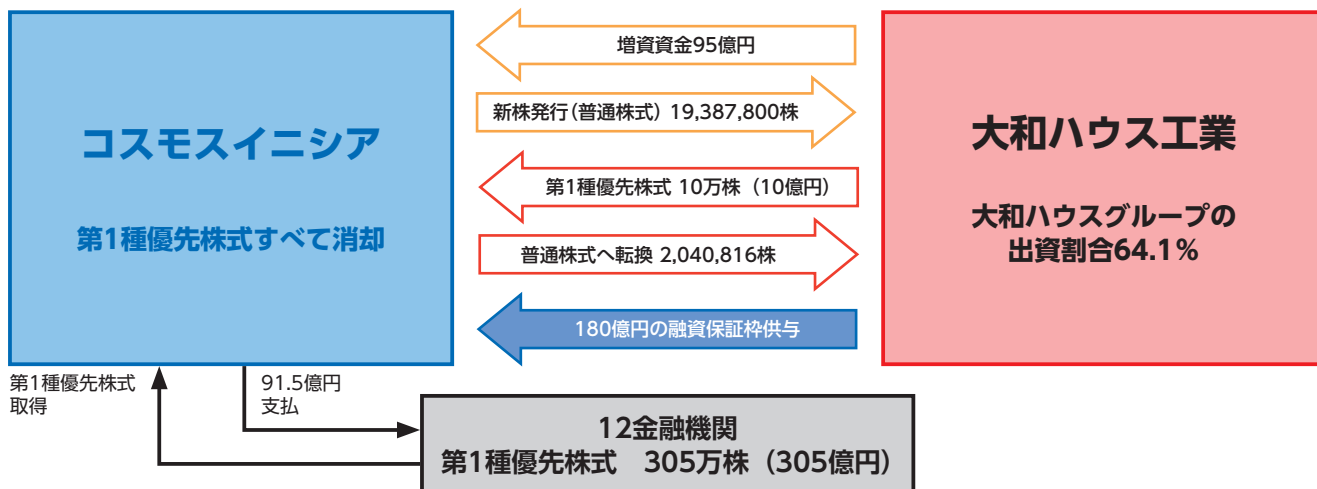 コスモスイニシア
第1種優先株式すべて消却
増資資金95億円
新株発行(普通株式) 19,387,800株
第1種優先株式 10万株（10億円）
普通株式へ転換 2,040,816株
180億円の融資保証枠供与
大和ハウス工業
大和ハウスグループの
出資割合64.1%
第1種優先株式
取得
91.5億円
支払
12金融機関
第1種優先株式　305万株（305億円）